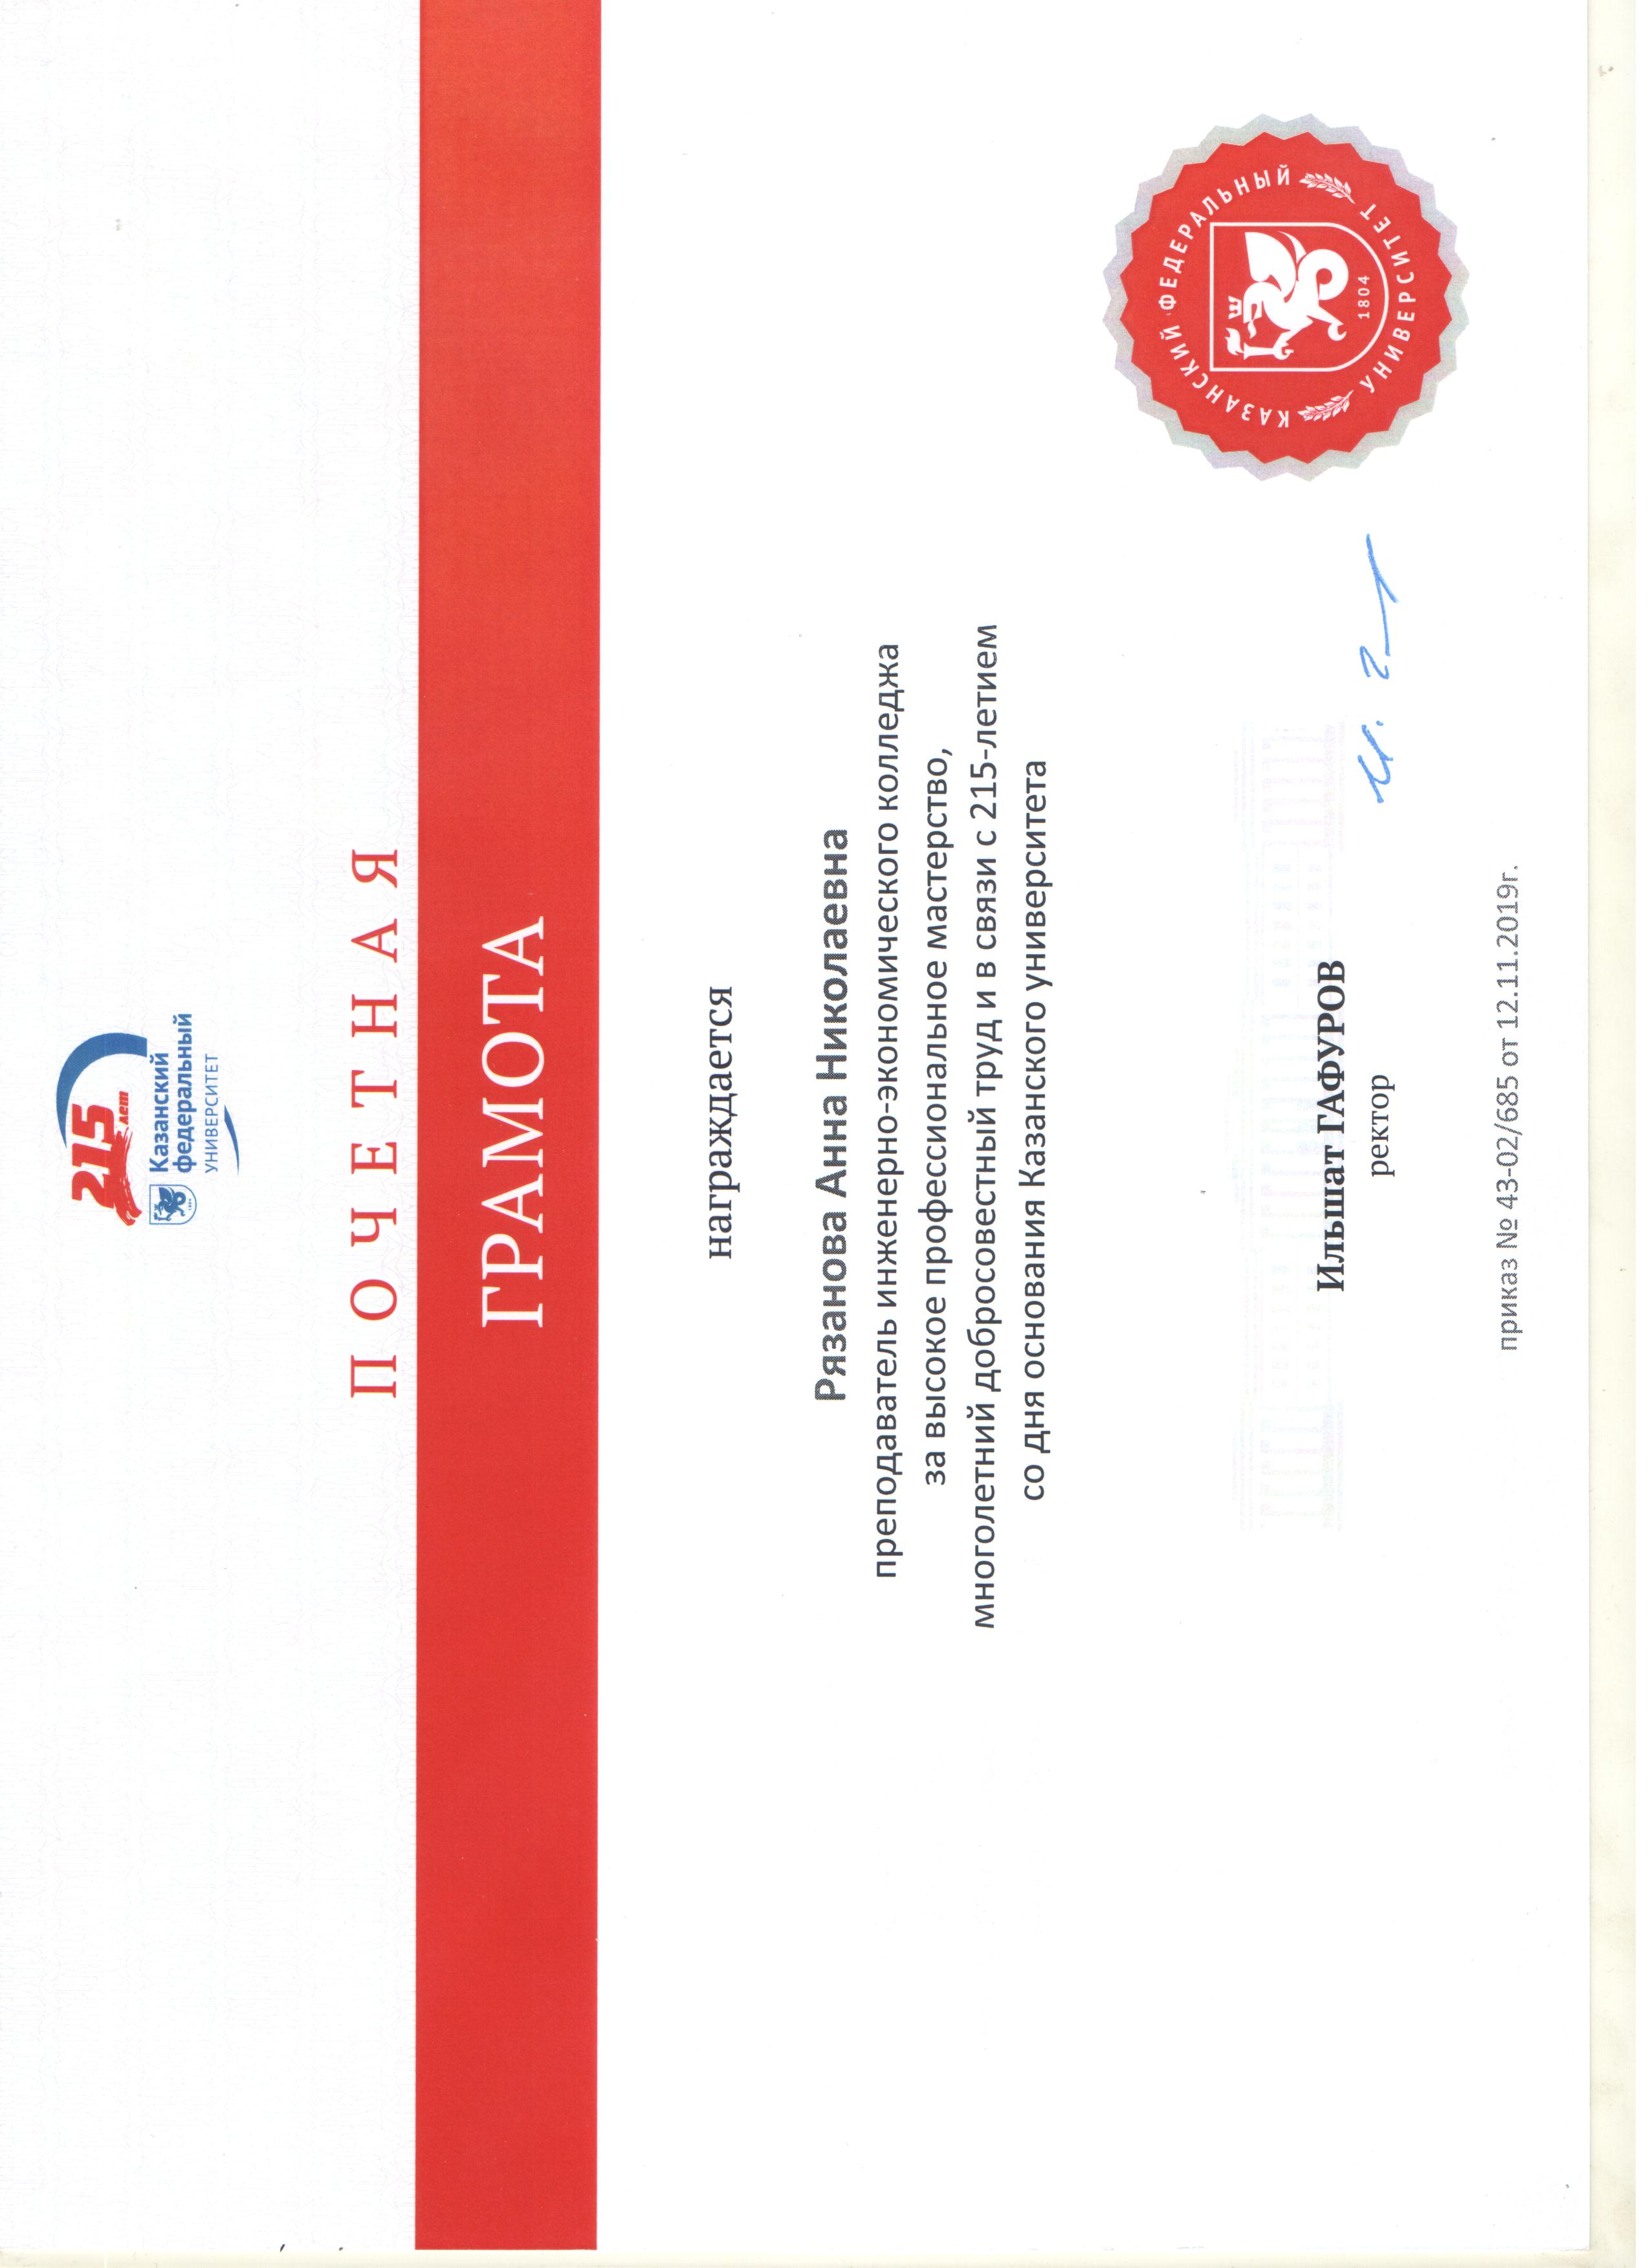 215 лет
Казанский
федеральный
УНИВЕРСИТЕТ
ПОЧЕТНАЯ
ГРАМОТА
награждается
Рязанова Анна Николаевна
преподаватель инженерно-экономического колледжа
за высокое профессиональное мастерство,
многолетний добросовестный труд и в связи с 215-летием
со дня основания Казанского университета
Ильшат ГАФУРОВ
ректор
КАЗАНСКИЙ ФЕДЕРАЛЬНЫЙ
УНИВЕРСИТЕТ
1804
приказ № 43-02/685 от 12.11.2019г.